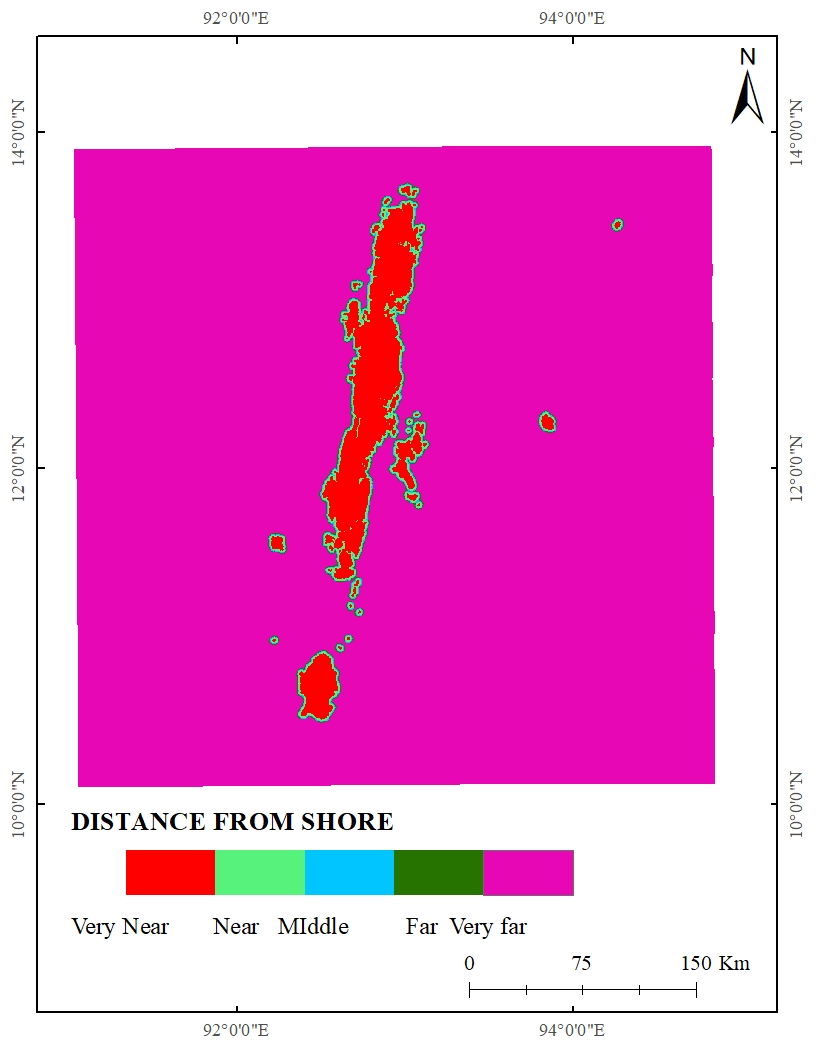 92°0'0"E 94°0'0"E
N
14°0'0"N 14°0'0"N
12°0'0"N 12°0'0"N
10°0'0"N 10°0'0"N
DISTANCE FROM SHORE
Very Near Near MIddle Far Very far
0 75 150 Km
92°0'0"E 94°0'0"E